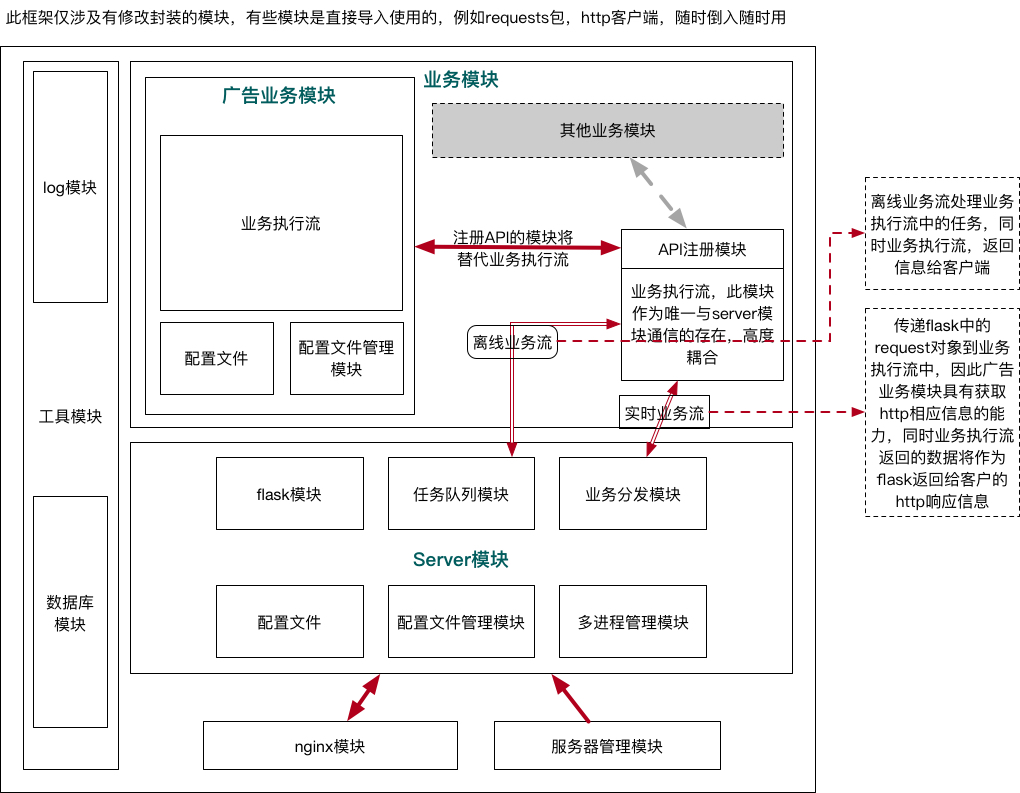 此框架仅涉及有修改封装的模块，有些模块是直接导入使用的，例如requests包，http客户端，随时倒入随时用
业务模块
广告业务模块
其他业务模块
log模块
业务执行流
注册API的模块将
替代业务执行流
API注册模块
业务执行流，此模块
作为唯一与server模
块通信的存在，高度
耦合
离线业务流
配置文件
配置文件管理
模块
实时业务流
离线业务流处理业务
执行流中的任务，同
时业务执行流，返回
信息给客户端
传递flask中的
request对象到业务
执行流中，因此广告
业务模块具有获取
http相应信息的能
力，同时业务执行流
返回的数据将作为
flask返回给客户的
http响应信息
工具模块
flask模块
任务队列模块
业务分发模块
Server模块
数据库
模块
配置文件
配置文件管理模块
多进程管理模块
nginx模块
服务器管理模块